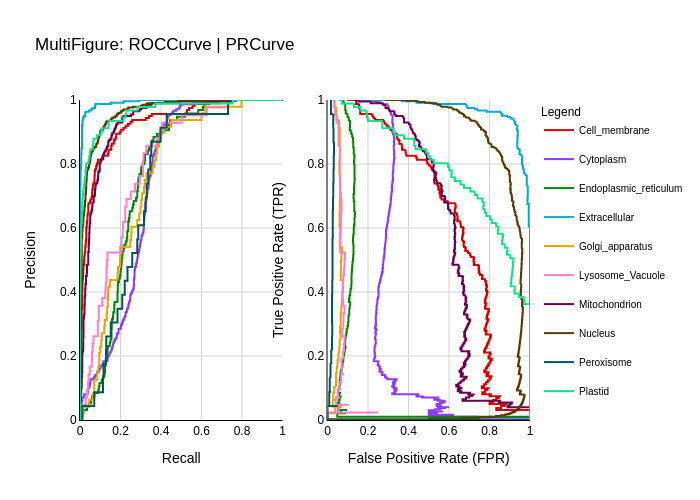 MultiFigure: ROCCurve | PRCurve
Precision
1
0.8
0.6
0.4
0.2
0
0 0.2 0.4 0.6 0.8 1
Recall
True Positive Rate (TPR)
1
0.8
0.6
0.4
0.2
0
0 0.2 0.4 0.6 0.8 1
False Positive Rate (FPR)
Legend
Cell_membrane
Cytoplasm
Endoplasmic_reticulum
Extracellular
Golgi_apparatus
Lysosome_Vacuole
Mitochondrion
Nucleus
Peroxisome
Plastid